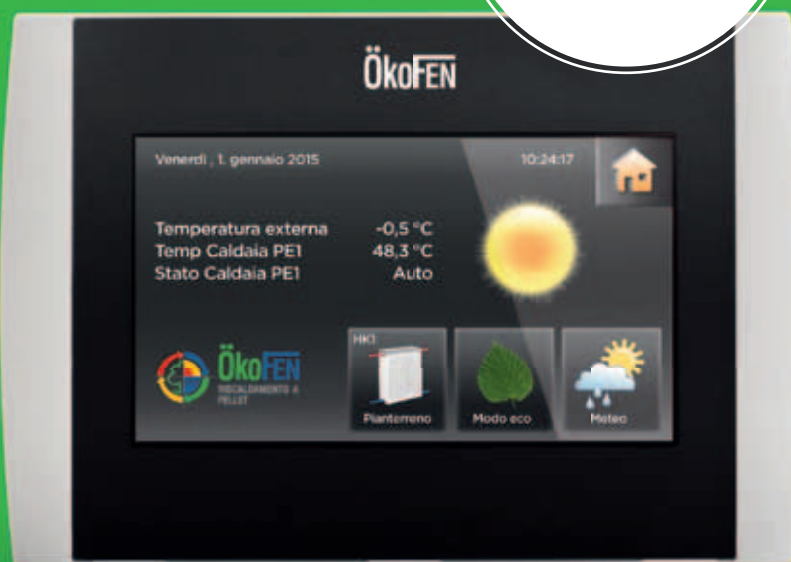 ÖkoFEN
Venerdì , 1. gennaio 2015 10:24:17
Temperatura externa -0,5 °C
Temp Caldaia PE1 48,3 °C
Stato Caldaia PE1 Auto
ÖkoFEN
RISCALDAMENTO A
PELLET
HK1
Pianterreno
Modo eco
Meteo